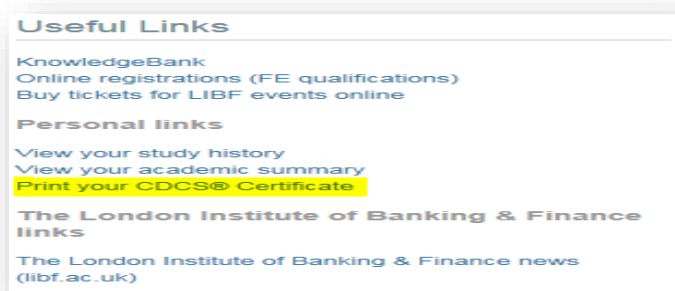 Useful Links
KnowledgeBank
Online registrations (FE qualifications)
Buy tickets for LIBF events online
Personal links
View your study history
View your academic summary
Print your CDCS® Certificate
The London Institute of Banking & Finance
links
The London Institute of Banking & Finance news
(libf.ac.uk)